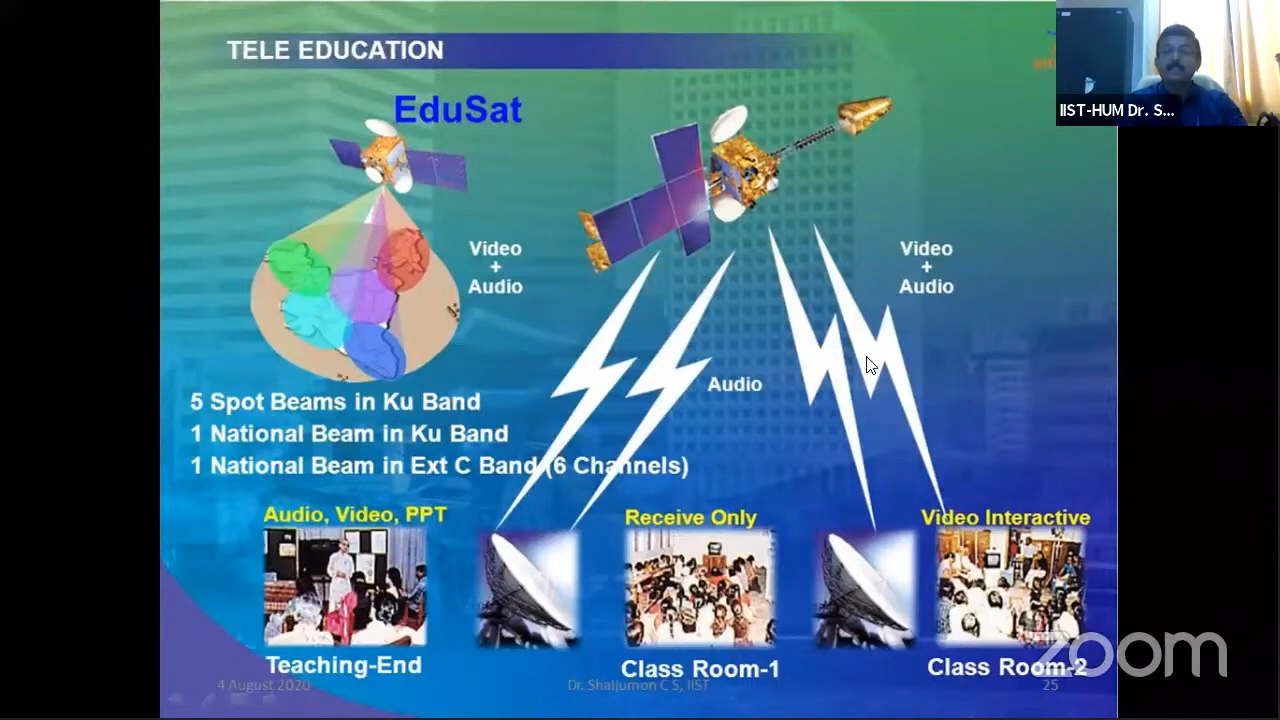 TELE EDUCATION
IIST-HUM Dr. S...
EduSat
Video
+
Audio
Video
+
Audio
Audio
5 Spot Beams in Ku Band
1 National Beam in Ku Band
1 National Beam in Ext C Band (6 Channels)
Audio, Video, PPT
Receive Only
Video Interactive
Teaching-End
Class Room-1
Class Room-2
4 August 2020
Dr. Shaijumon C S, IIST
25
zoom